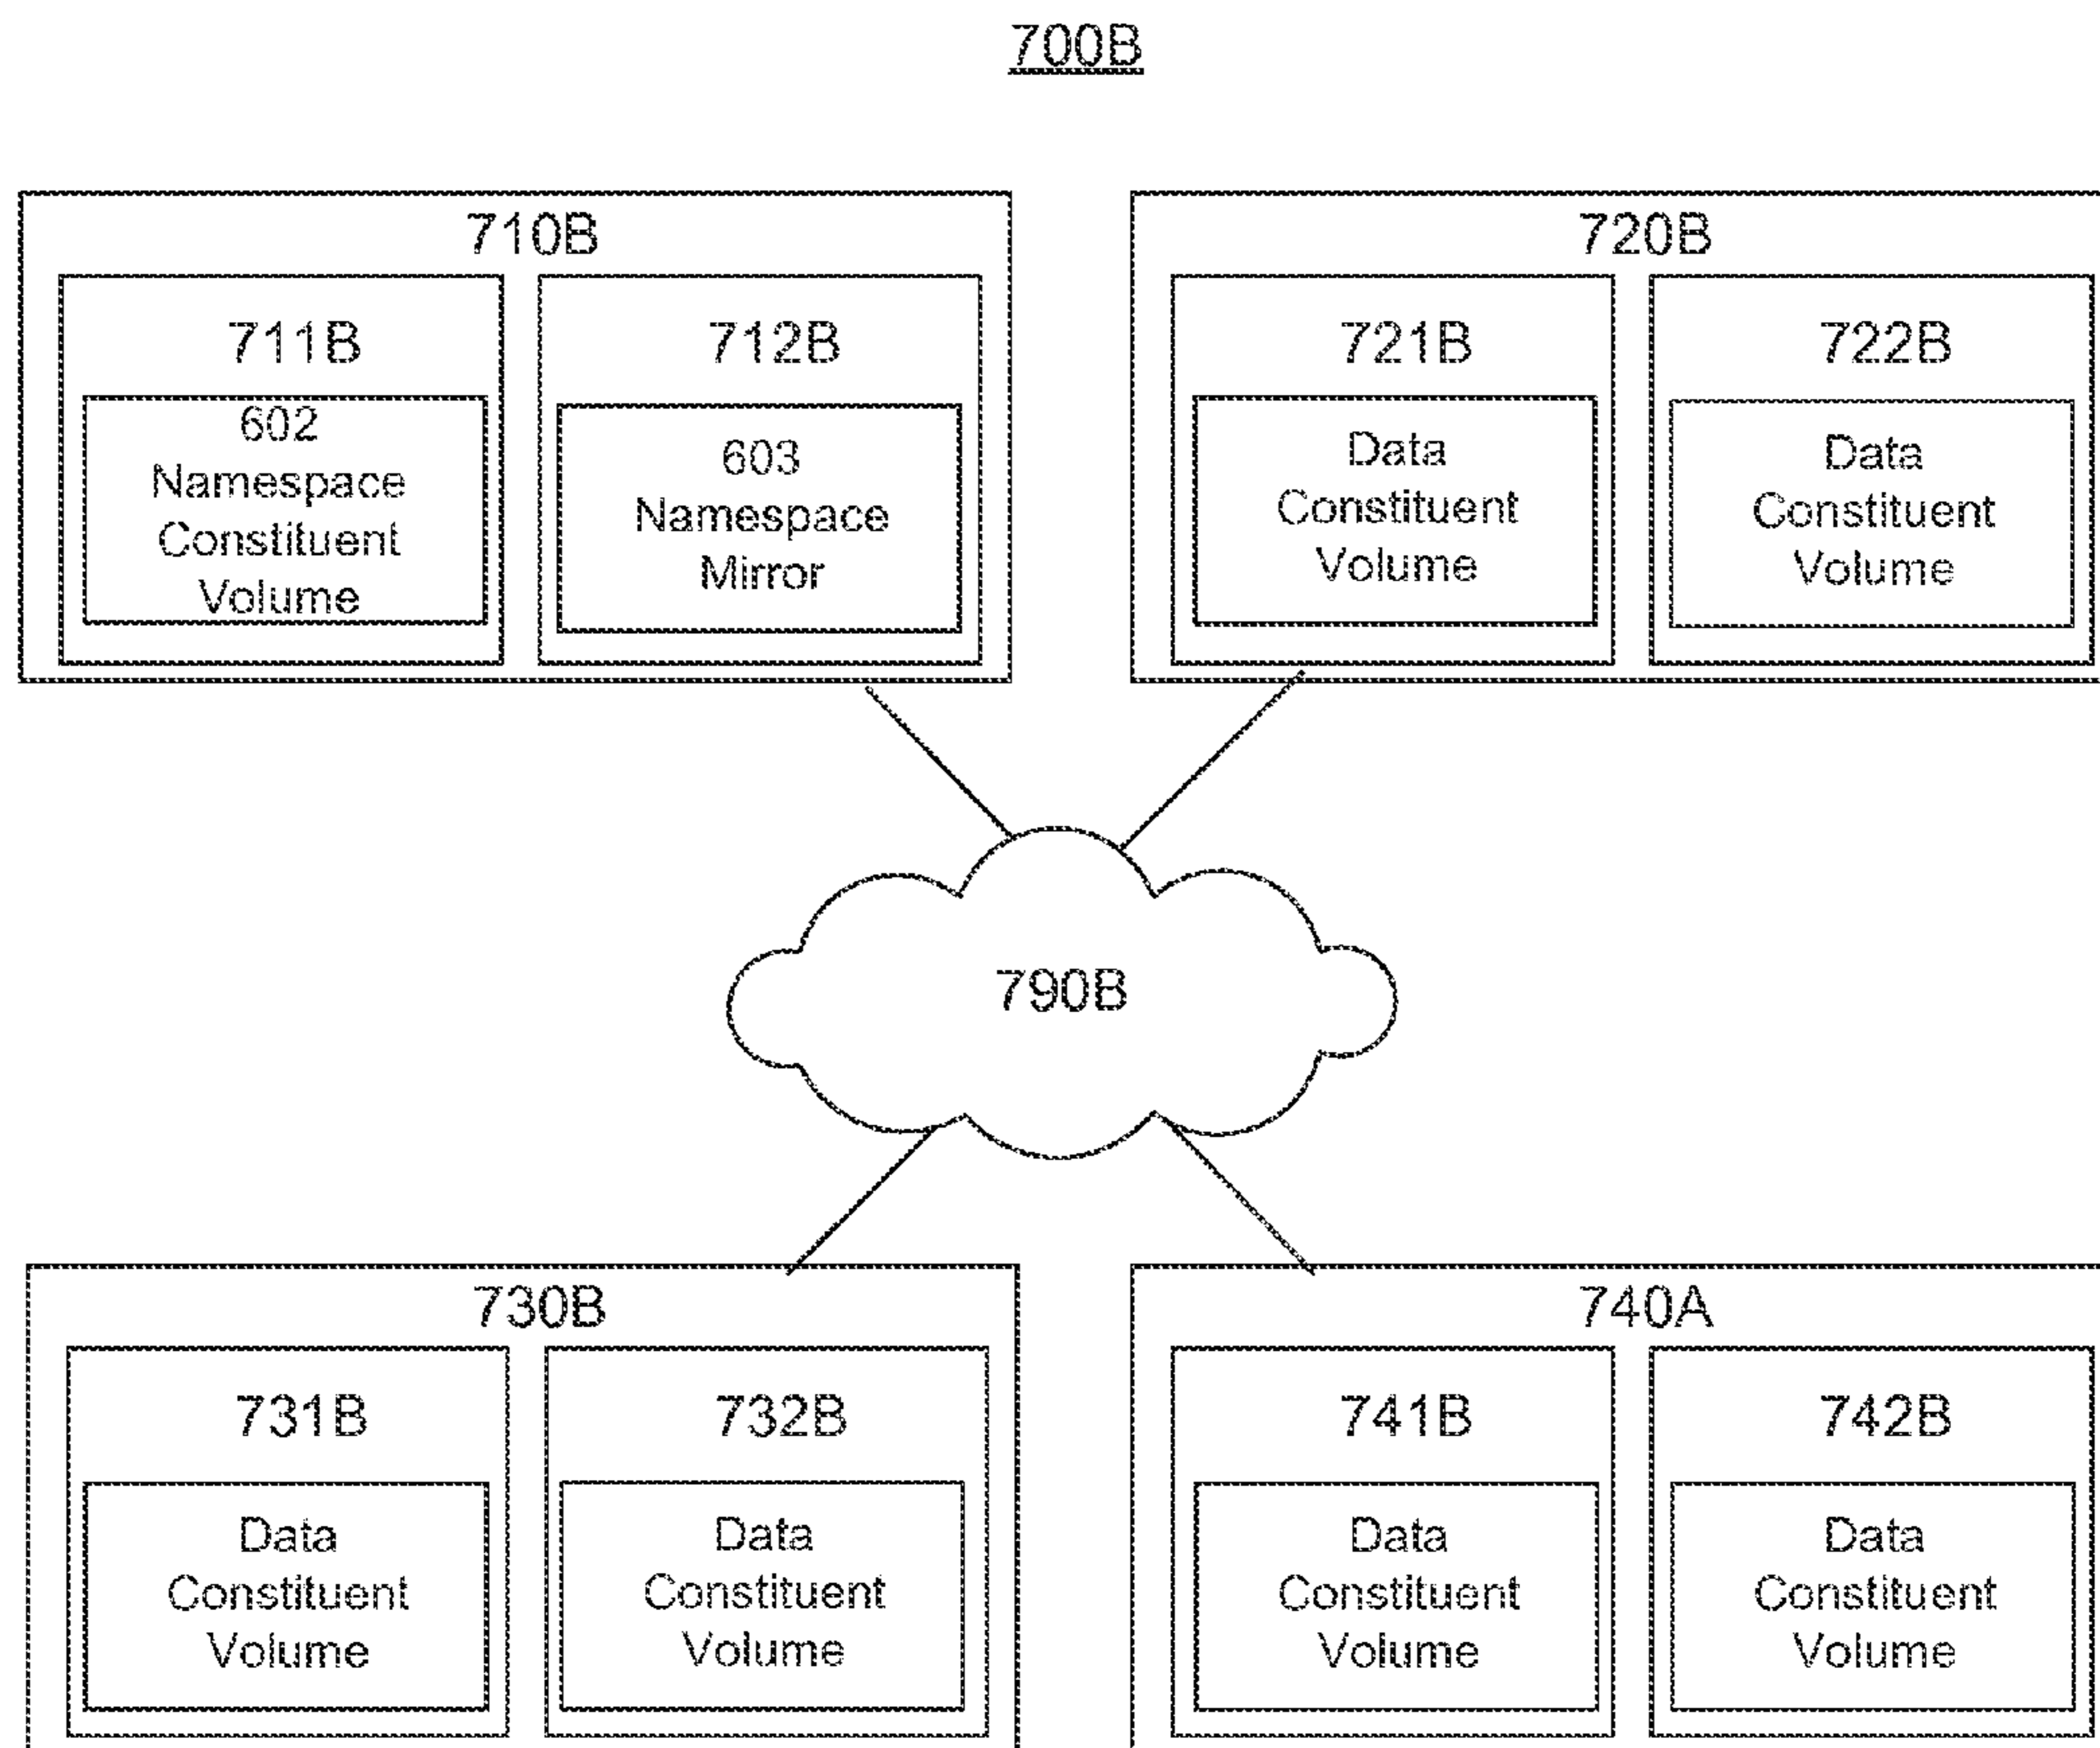 700B
710B
711B
602
Namespace
Constituent
Volume
712B
603
Namespace
Mirror
720B
721B
Data
Constituent
Volume
722B
Data
Constituent
Volume
790B
730B
731B
Data
Constituent
Volume
732B
Data
Constituent
Volume
740A
741B
Data
Constituent
Volume
742B
Data
Constituent
Volume